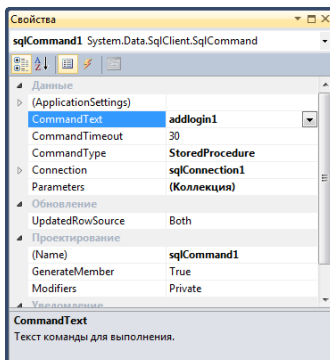 Свойства
sqlCommand1 System.Data.SqlClient.SqlCommand
Данные
(ApplicationSettings)
CommandText addlogin1
CommandTimeout 30
CommandType StoredProcedure
Connection sqlConnection1
Parameters (Коллекция)
Обновление
UpdatedRowSource Both
Проектирование
(Name) sqlCommand1
GenerateMember True
Modifiers Private
Уведомление
CommandText
Текст команды для выполнения.